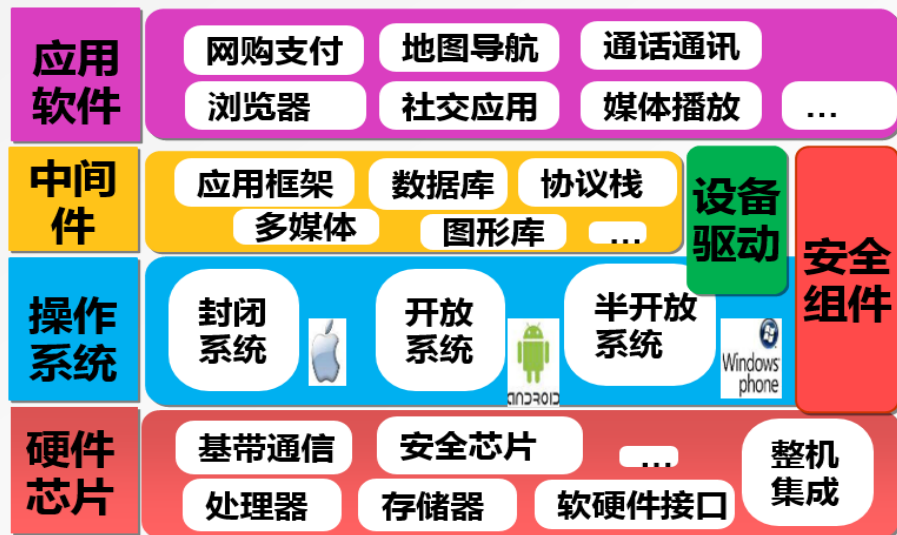 应用
软件
网购支付
地图导航
通话通讯
浏览器
社交应用
媒体播放
...
中间
件
应用框架
数据库
协议栈
多媒体
图形库
...
设备
驱动
安全
组件
操作
系统
封闭
系统
开放
系统
ANDROID
半开放
系统
Windows
phone
硬件
芯片
基带通信
安全芯片
...
整机
集成
处理器
存储器
软硬件接口